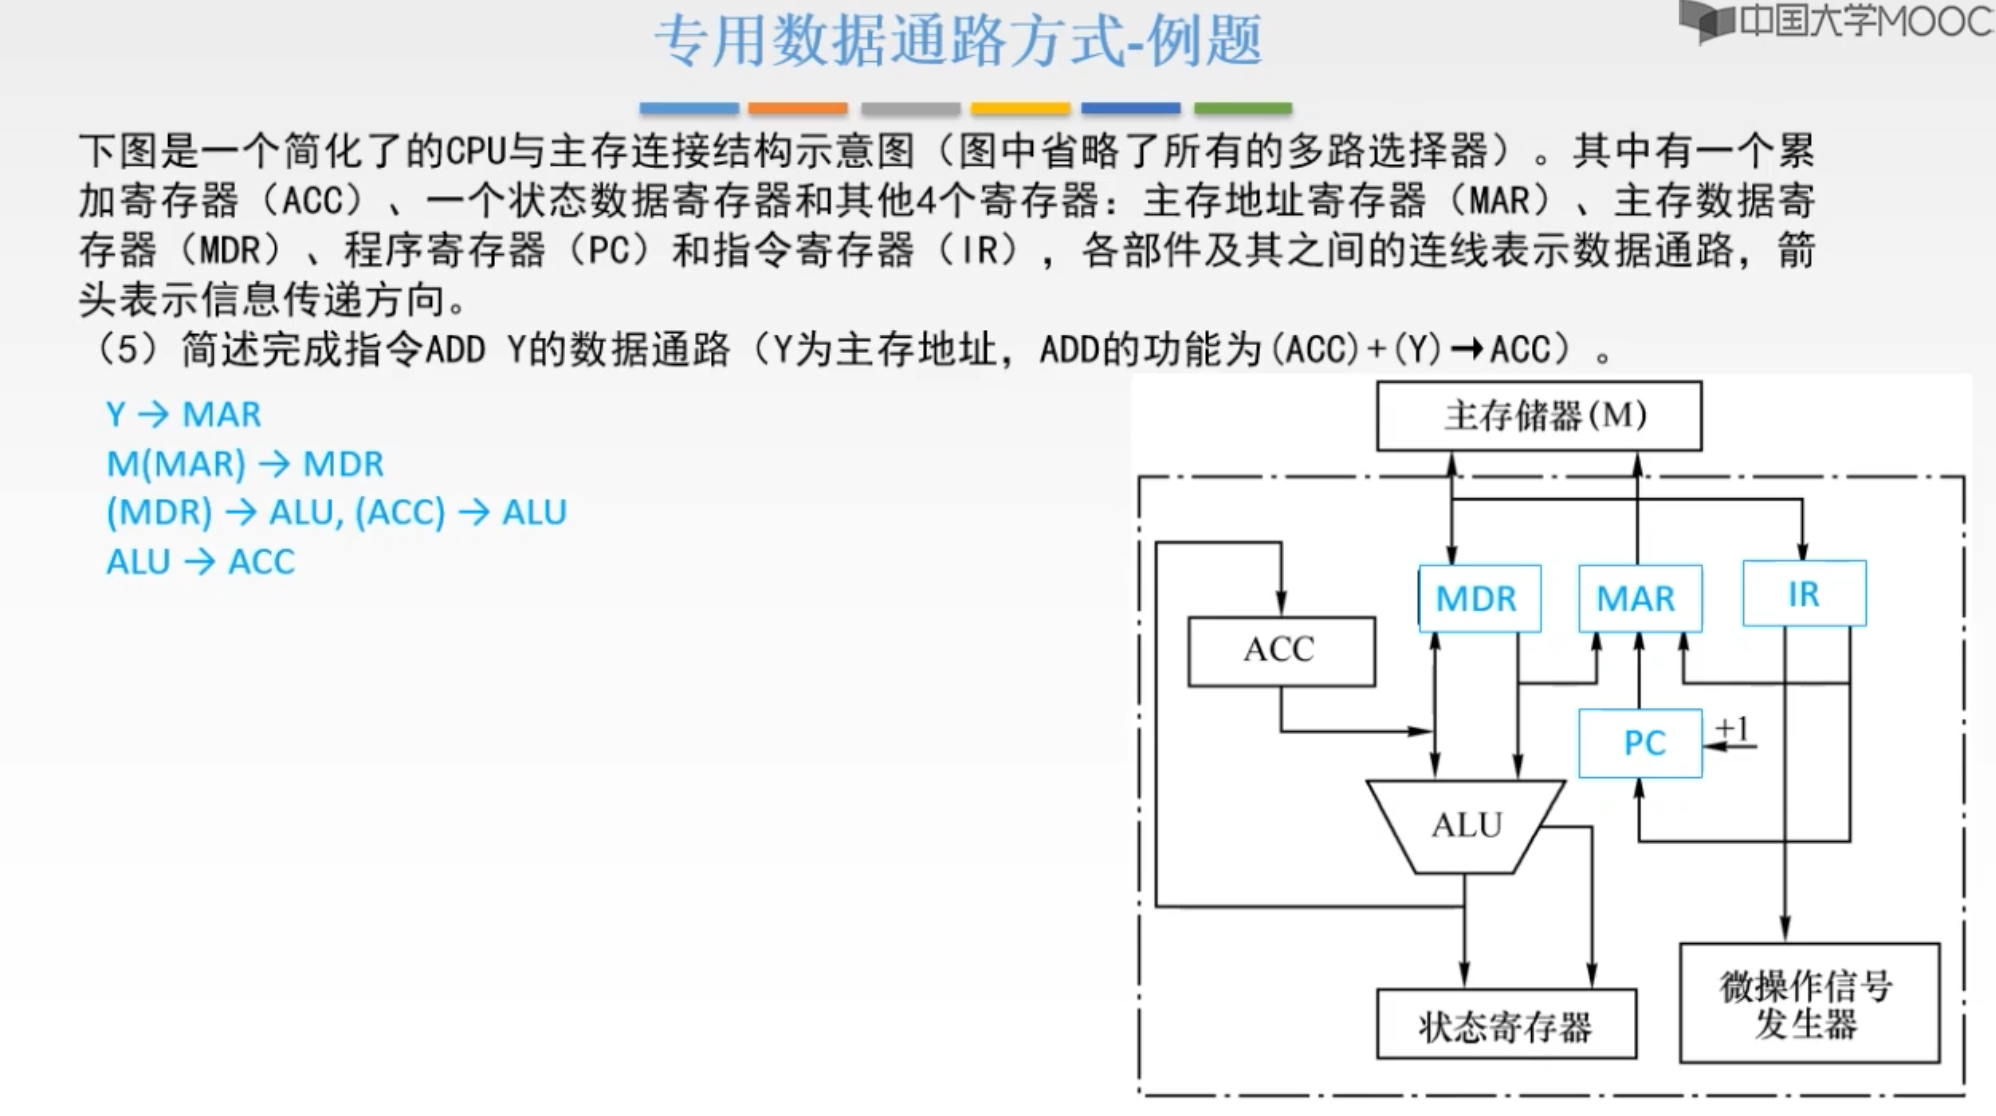 专用数据通路方式-例题
中国大学MOOC
下图是一个简化了的CPU与主存连接结构示意图（图中省略了所有的多路选择器）。其中有一个累
加寄存器（ACC）、一个状态数据寄存器和其他4个寄存器：主存地址寄存器（MAR）、主存数据寄
存器（MDR）、程序寄存器（PC）和指令寄存器（IR），各部件及其之间的连线表示数据通路，箭
头表示信息传递方向。
（5）简述完成指令ADD Y的数据通路（Y为主存地址，ADD的功能为(ACC)+(Y)→ACC）。
Y → MAR
M(MAR) → MDR
(MDR) → ALU, (ACC) → ALU
ALU → ACC
主存储器(M)
MDR
MAR
IR
ACC
PC
+1
ALU
状态寄存器
微操作信号
发生器